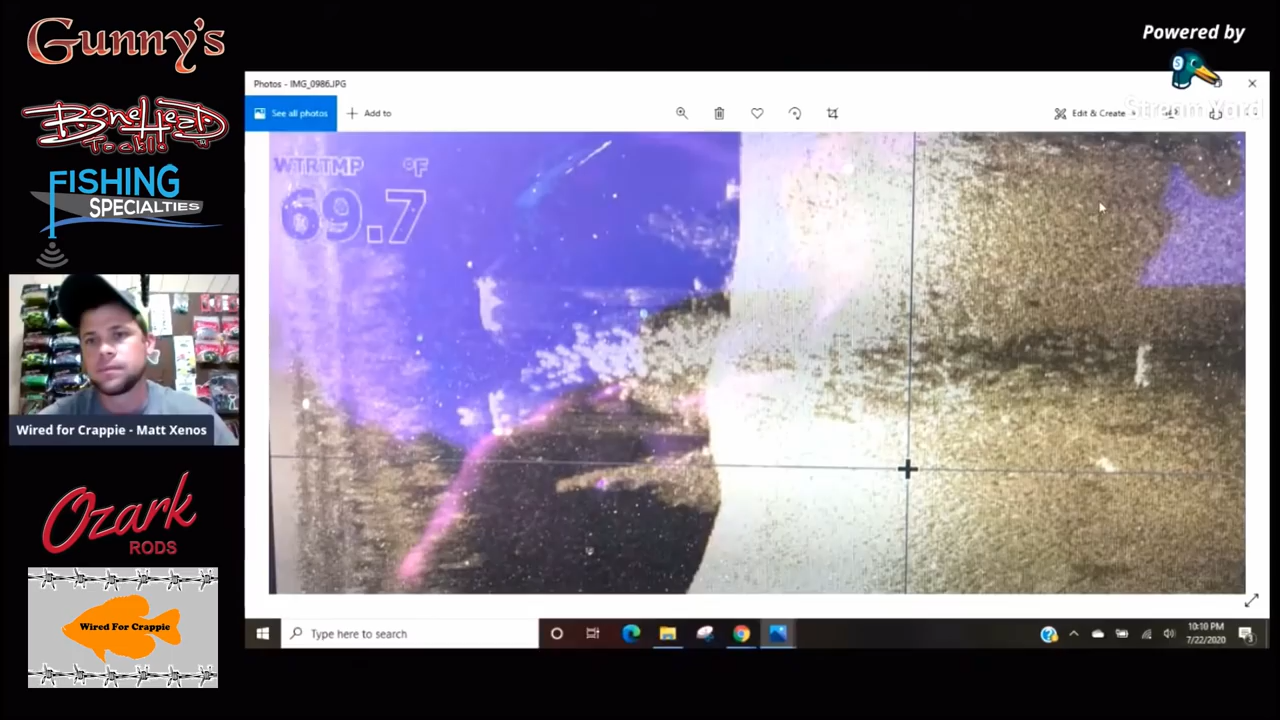 Gunny's
BoneHead
Tackle
FISHING
SPECIALTIES
Wired for Crappie - Matt Xenos
Ozark
RODS
Wired For Crappie
Powered by
S
StreamYard
Photos - IMG_0986.JPG
See all photos
Add to
Edit & Create
WTRTMP °F
69.7
Type here to search
10:10 PM
7/22/2020
3